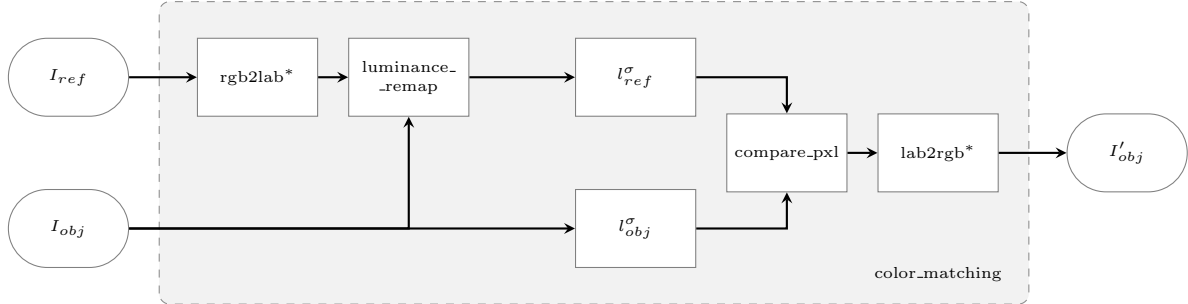 I_ref
rgb2lab*
luminance_
_remap
l^σ_ref
compare_pxl
lab2rgb*
I'_obj
I_obj
l^σ_obj
color_matching